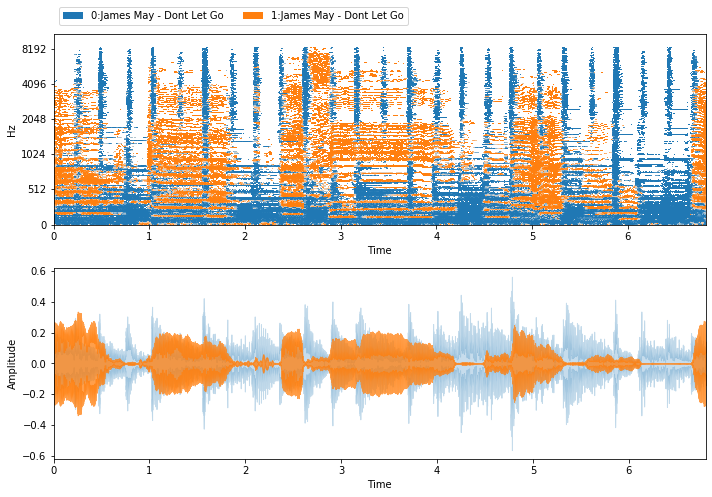 0:James May - Dont Let Go 1:James May - Dont Let Go
8192
4096
2048
1024
512
0
Hz
0 1 2 3 4 5 6
Time
0.6
0.4
0.2
0.0
−0.2
−0.4
−0.6
Amplitude
0 1 2 3 4 5 6
Time